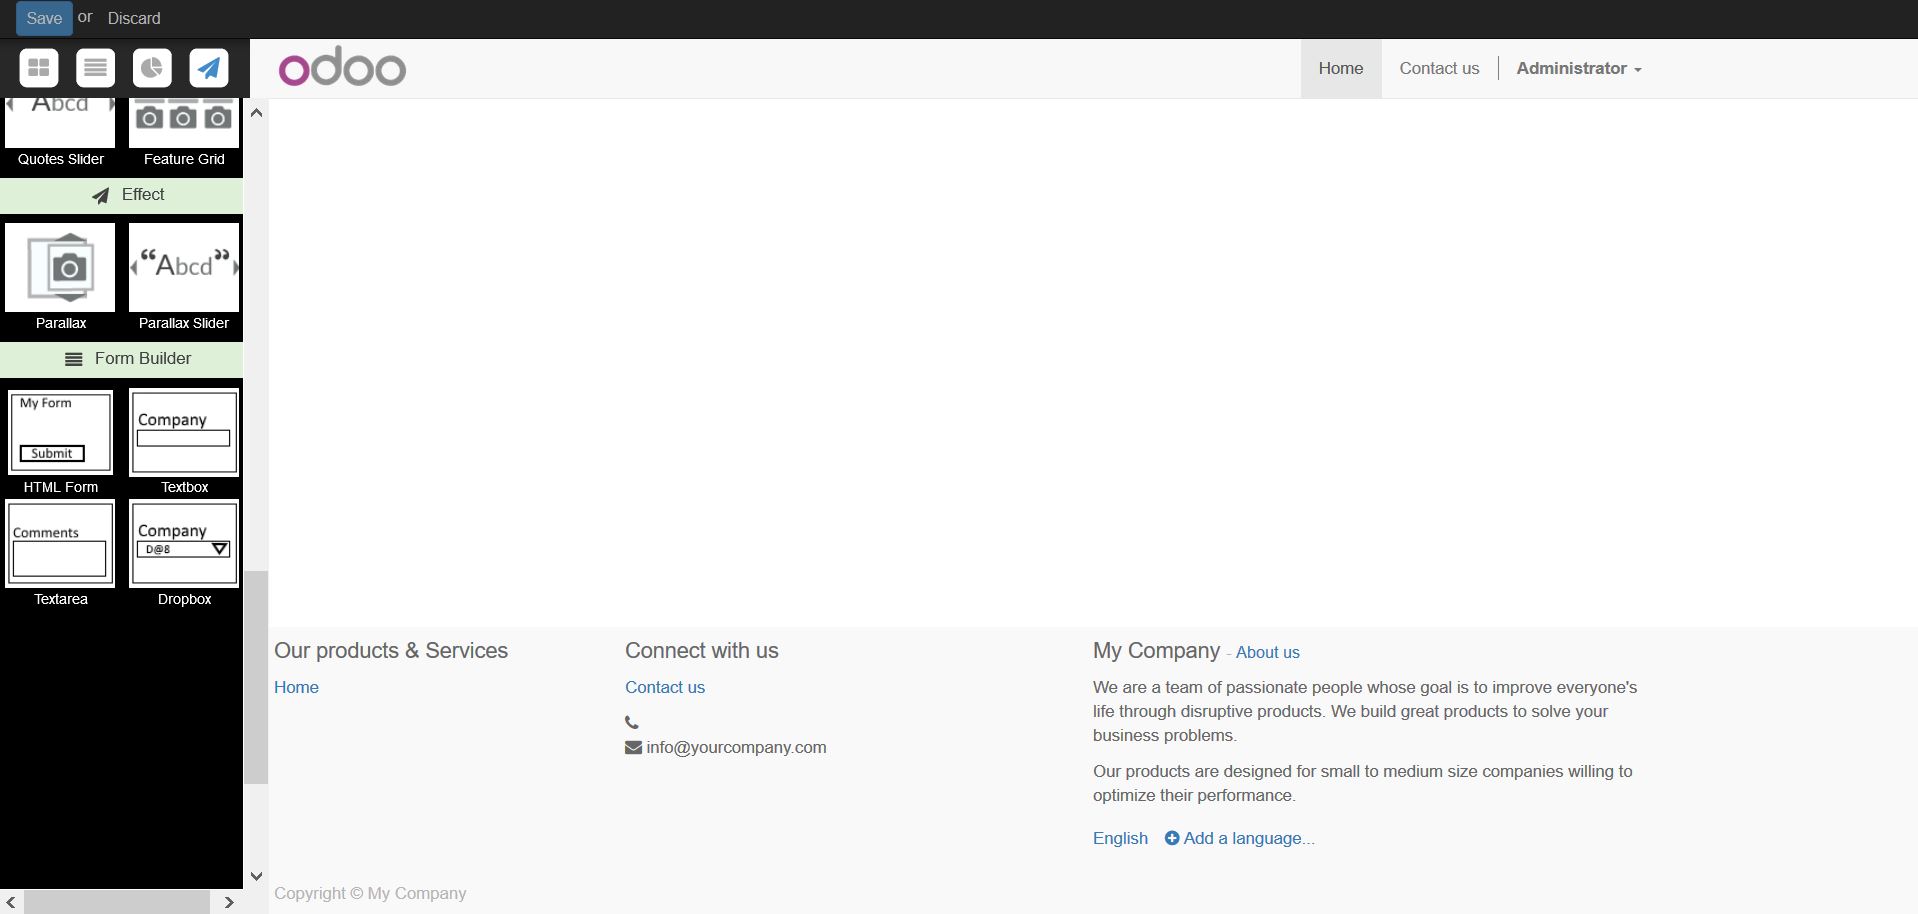 Save or Discard
odoo
Home
Contact us
Administrator
Abcd
Quotes Slider
Feature Grid
Effect
“Abcd”
Parallax
Parallax Slider
Form Builder
My Form
Submit
Company
HTML Form
Textbox
Comments
Company
D@8
Textarea
Dropbox
Our products & Services
Home
Connect with us
Contact us
info@yourcompany.com
My Company - About us
We are a team of passionate people whose goal is to improve everyone's
life through disruptive products. We build great products to solve your
business problems.
Our products are designed for small to medium size companies willing to
optimize their performance.
English Add a language...
Copyright © My Company